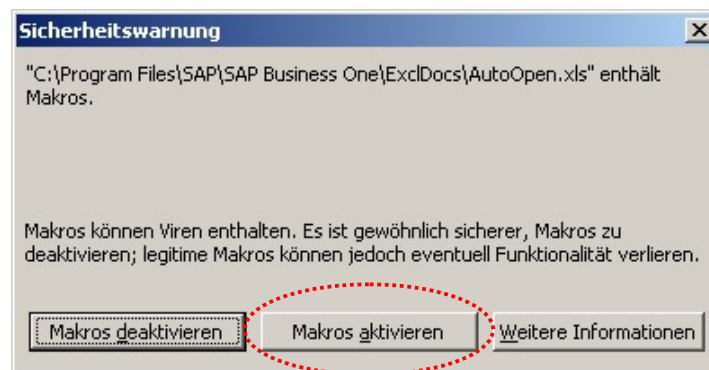 Sicherheitswarnung
"C:\Program Files\SAP\SAP Business One\ExclDocs\AutoOpen.xls" enthält
Makros.
Makros können Viren enthalten. Es ist gewöhnlich sicherer, Makros zu
deaktivieren; legitime Makros können jedoch eventuell Funktionalität verlieren.
Makros deaktivieren Makros aktivieren Weitere Informationen